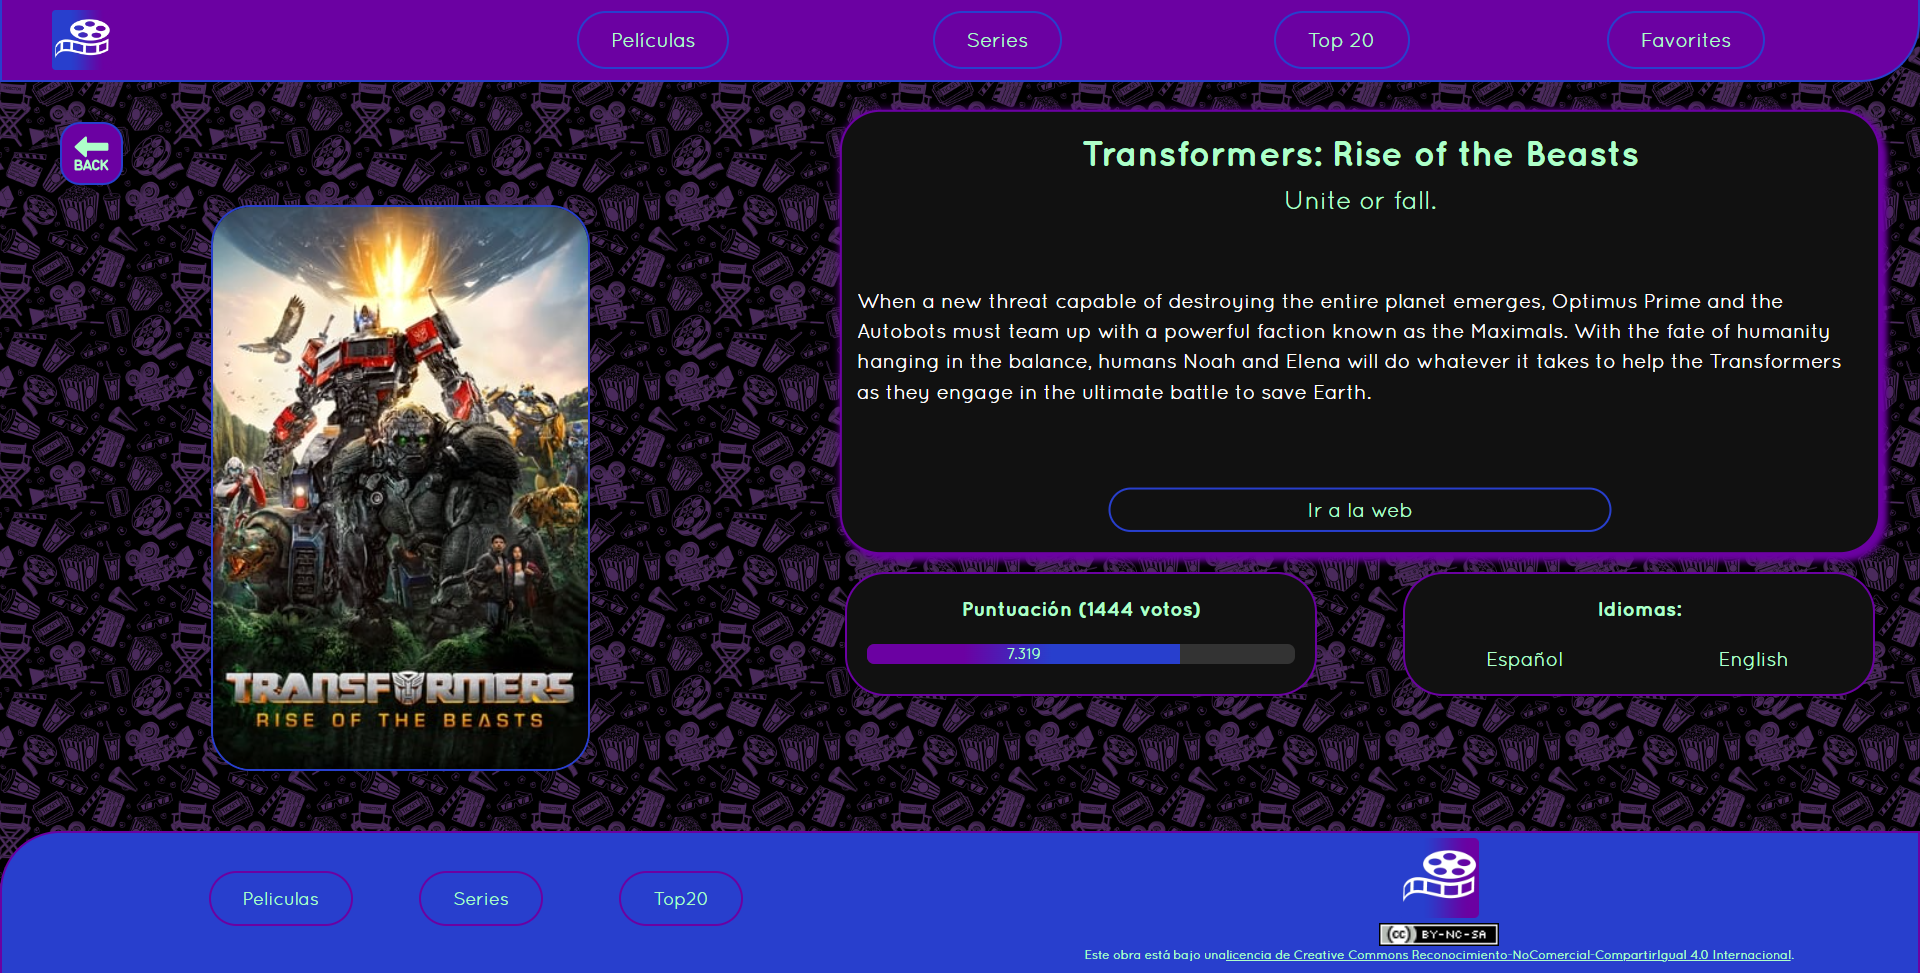 Películas
Series
Top 20
Favorites
BACK
Transformers: Rise of the Beasts
Unite or fall.
When a new threat capable of destroying the entire planet emerges, Optimus Prime and the
Autobots must team up with a powerful faction known as the Maximals. With the fate of humanity
hanging in the balance, humans Noah and Elena will do whatever it takes to help the Transformers
as they engage in the ultimate battle to save Earth.
Ir a la web
TRANSFORMERS
RISE OF THE BEASTS
Puntuación (1444 votos)
7.319
Idiomas:
Español
English
Peliculas
Series
Top20
cc BY-NC-SA
Este obra está bajo unalicencia de Creative Commons Reconocimiento-NoComercial-CompartirIgual 4.0 Internacional.